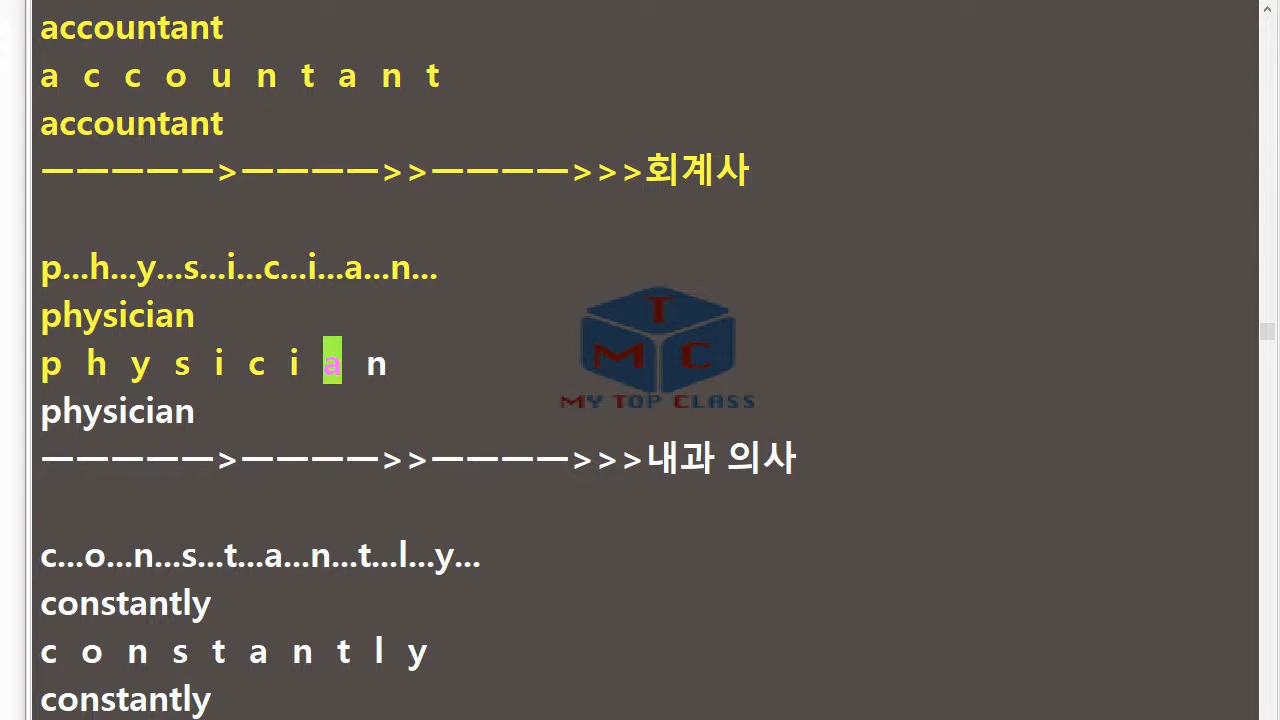 accountant
a c c o u n t a n t
accountant
—————>————>>————>>>회계사
p...h...y...s...i...c...i...a...n...
physician
p h y s i c i a n
physician
—————>————>>————>>>내과 의사
c...o...n...s...t...a...n...t...l...y...
constantly
c o n s t a n t l y
constantly
T
M C
MY TOP CLASS